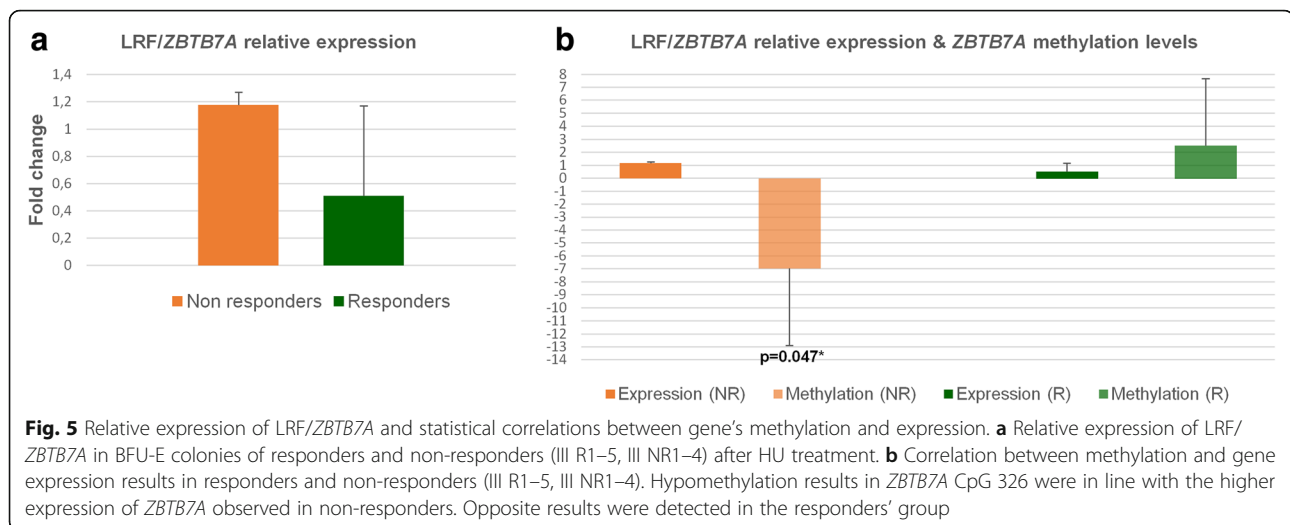 a
LRF/ZBTB7A relative expression
Fold change
1,4
1,2
1
0,8
0,6
0,4
0,2
0
Non responders
Responders
b
LRF/ZBTB7A relative expression & ZBTB7A methylation levels
8
7
6
5
4
3
2
1
0
-1
-2
-3
-4
-5
-6
-7
-8
-9
-10
-11
-12
-13
-14
p=0.047*
Expression (NR)
Methylation (NR)
Expression (R)
Methylation (R)
Fig. 5 Relative expression of LRF/ZBTB7A and statistical correlations between gene's methylation and expression. a Relative expression of LRF/
ZBTB7A in BFU-E colonies of responders and non-responders (III R1–5, III NR1–4) after HU treatment. b Correlation between methylation and gene
expression results in responders and non-responders (III R1–5, III NR1–4). Hypomethylation results in ZBTB7A CpG 326 were in line with the higher
expression of ZBTB7A observed in non-responders. Opposite results were detected in the responders' group